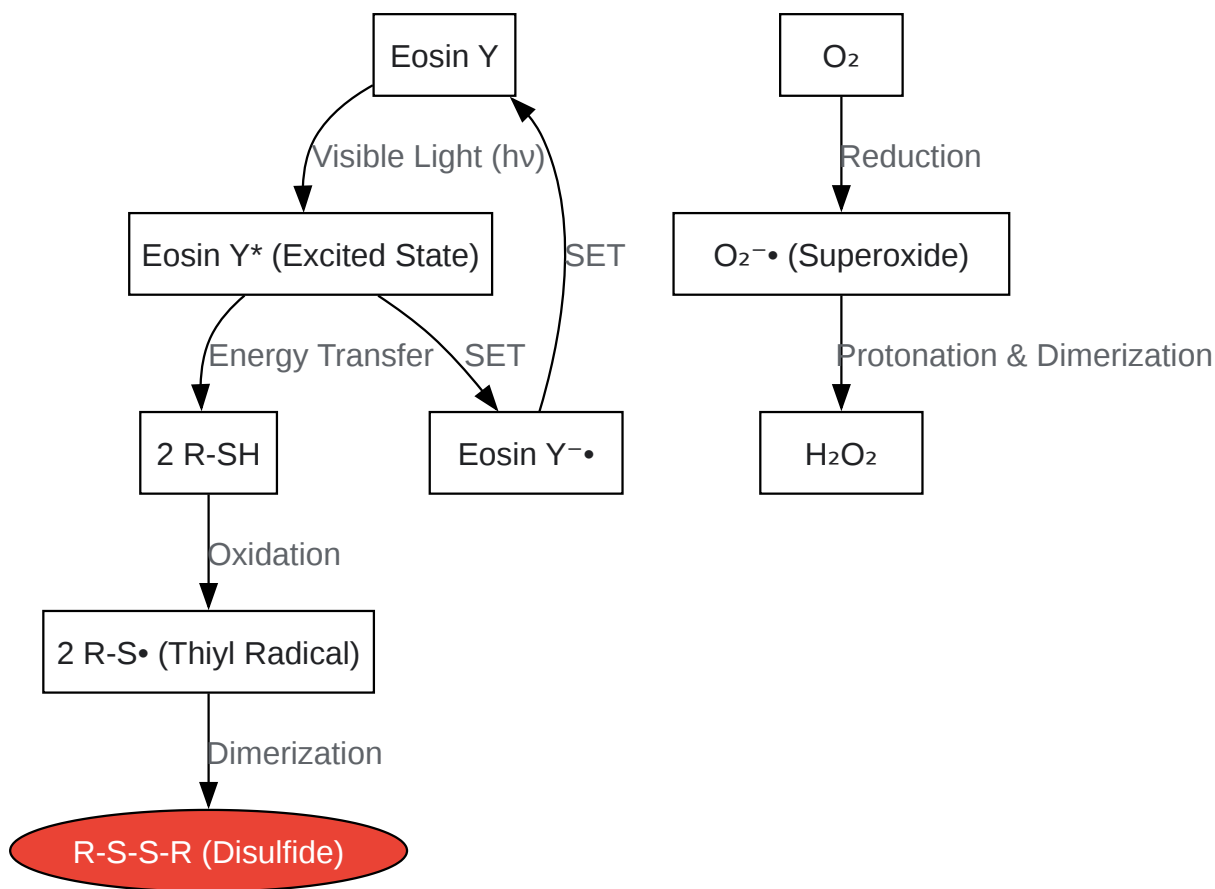 Eosin Y
O₂
Visible Light (hν)
Reduction
Eosin Y* (Excited State)
SET
O₂⁻• (Superoxide)
Energy Transfer
SET
Protonation & Dimerization
2 R-SH
Eosin Y⁻•
H₂O₂
Oxidation
2 R-S• (Thiyl Radical)
Dimerization
R-S-S-R (Disulfide)